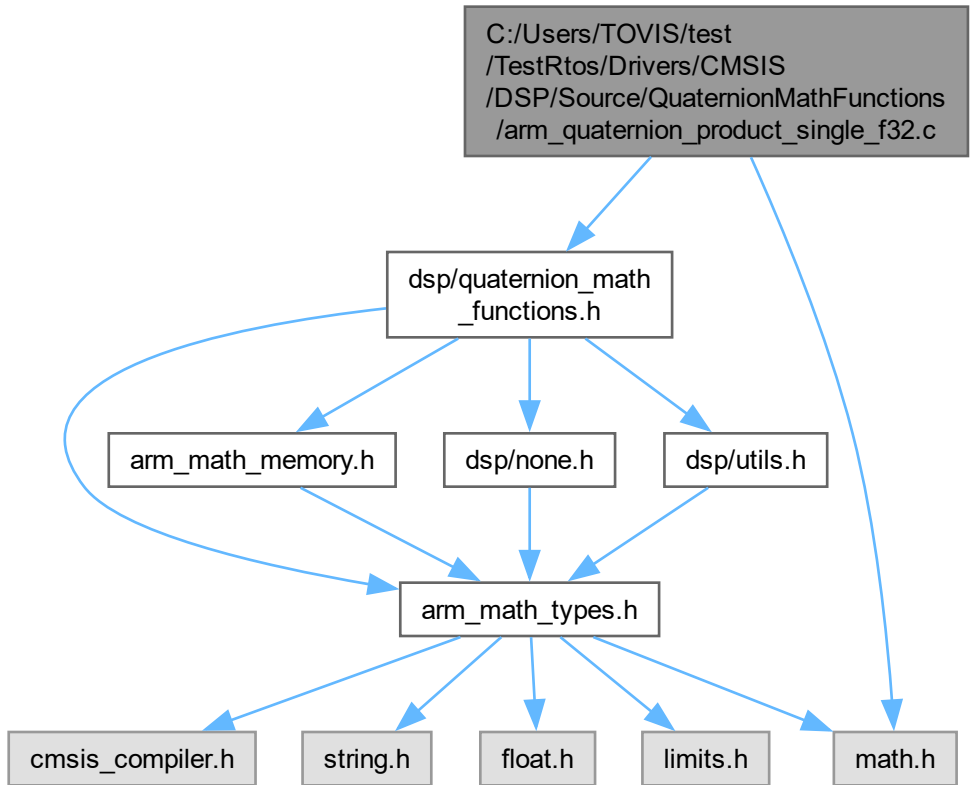 C:/Users/TOVIS/test
/TestRtos/Drivers/CMSIS
/DSP/Source/QuaternionMathFunctions
/arm_quaternion_product_single_f32.c
dsp/quaternion_math
_functions.h
arm_math_memory.h
dsp/none.h
dsp/utils.h
arm_math_types.h
cmsis_compiler.h
string.h
float.h
limits.h
math.h